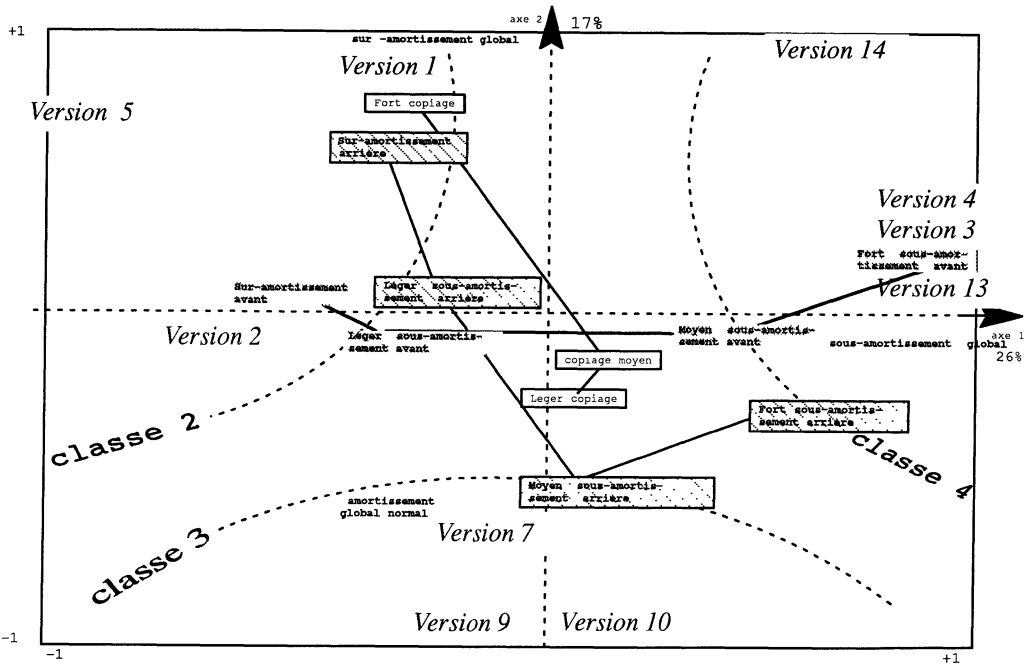 +1
axe 2
17%
sur -amortissement global
Version 1
Version 14
Version 5
Fort copiage
Sur-amortissement
arrière
Version 4
Version 3
Fort sous-amor-
tissement avant
Version 13
Sur-amortissement
avant
Léger sous-amortis-
sement arrière
Version 2
Léger sous-amortis-
sement avant
Moyen sous-amortis-
sement avant
sous-amortissement global
axe 1
26%
copiage moyen
Leger copiage
Fort sous-amortis-
sement arrière
classe 2
classe 4
Moyen sous-amortis-
sement arrière
amortissement
global normal
Version 7
classe 3
Version 9
Version 10
-1
-1
+1